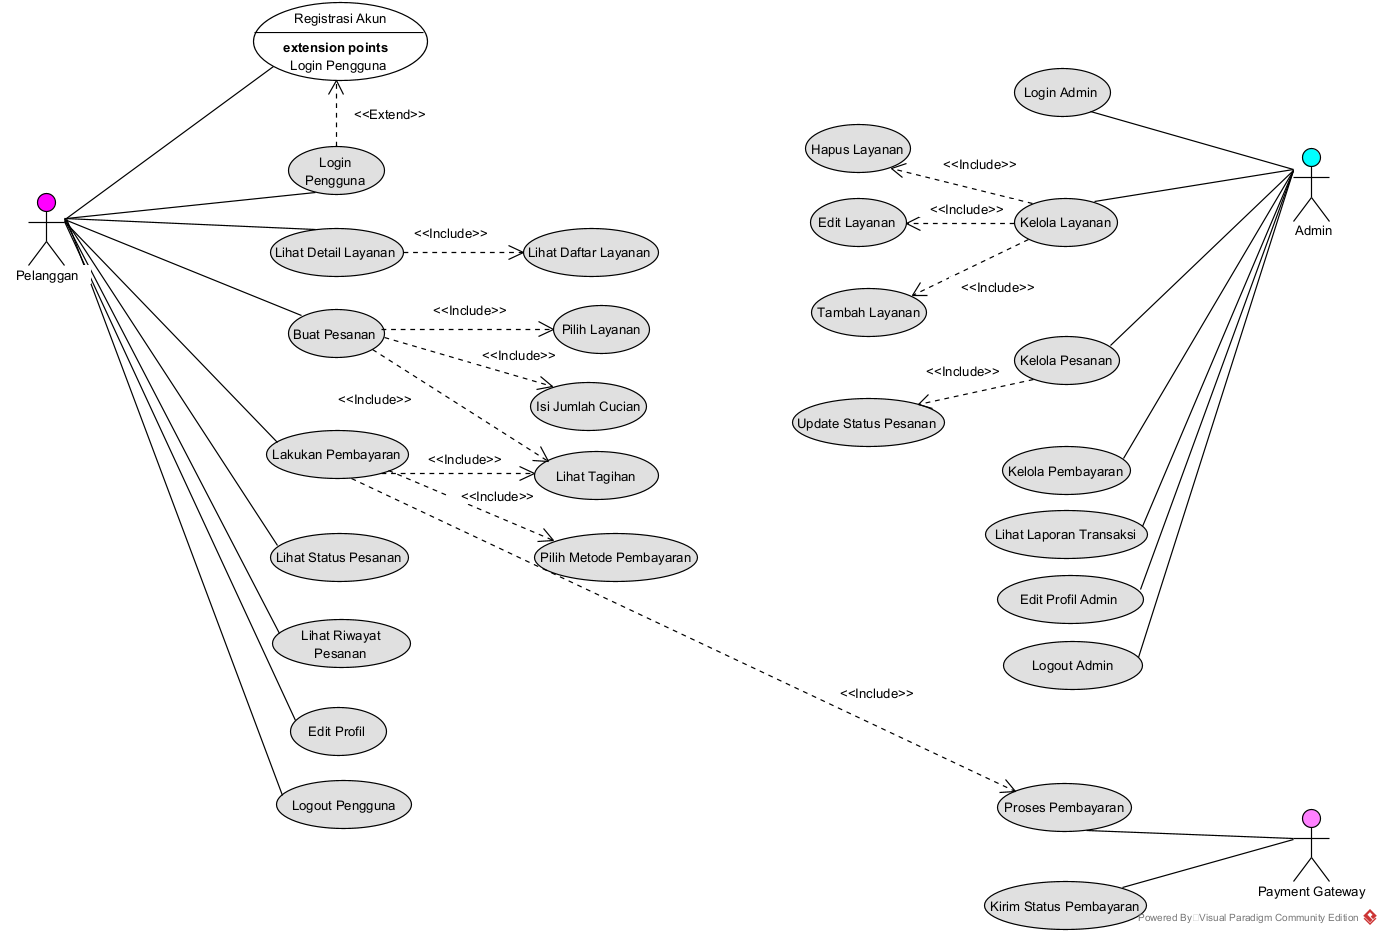 Registrasi Akun
extension points
Login Pengguna
<<Extend>>
Login
Pengguna
Pelanggan
Lihat Detail Layanan
<<Include>>
Lihat Daftar Layanan
Buat Pesanan
<<Include>>
Pilih Layanan
<<Include>>
Isi Jumlah Cucian
<<Include>>
Lakukan Pembayaran
<<Include>>
Lihat Tagihan
<<Include>>
Pilih Metode Pembayaran
Lihat Status Pesanan
Lihat Riwayat
Pesanan
Edit Profil
Logout Pengguna
<<Include>>
Login Admin
Hapus Layanan
<<Include>>
Edit Layanan
<<Include>>
Kelola Layanan
Admin
<<Include>>
Tambah Layanan
Kelola Pesanan
<<Include>>
Update Status Pesanan
Kelola Pembayaran
Lihat Laporan Transaksi
Edit Profil Admin
Logout Admin
Proses Pembayaran
Payment Gateway
Kirim Status Pembayaran
Powered By Visual Paradigm Community Edition